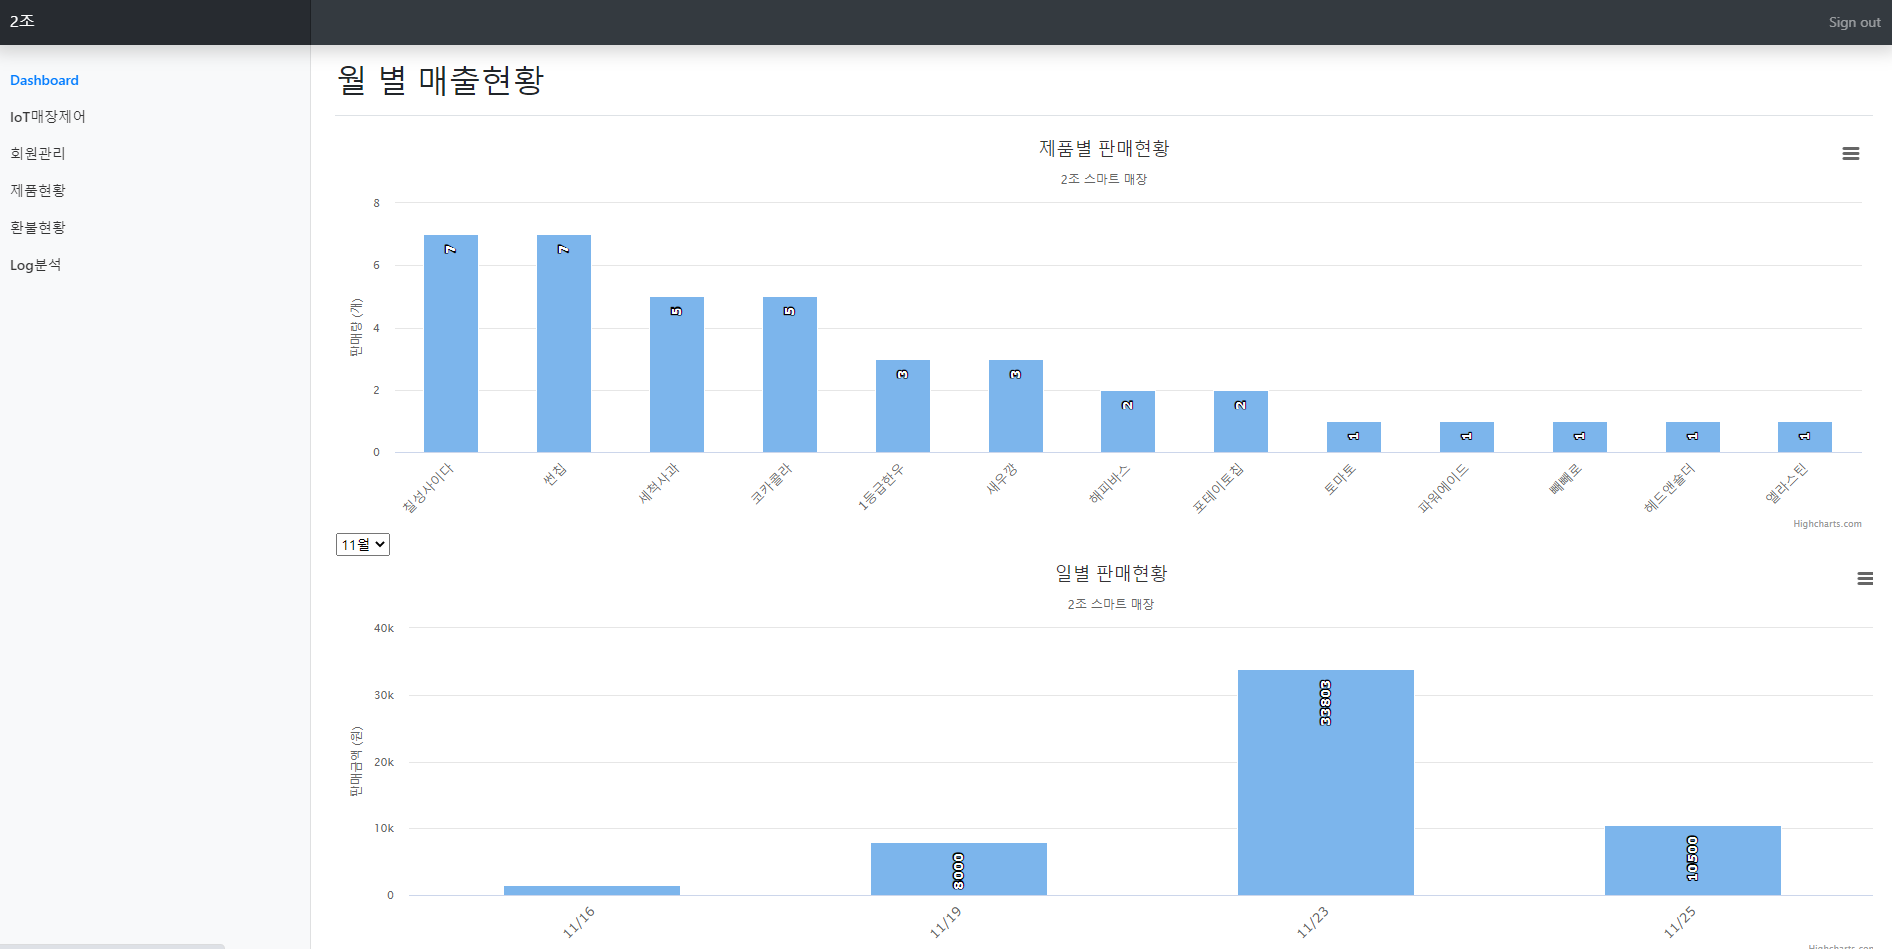 2조
Sign out
Dashboard
IoT매장제어
회원관리
제품현황
환불현황
Log분석
월 별 매출현황
제품별 판매현황
2조 스마트 매장
판매량 (개)
8
6
4
2
0
7
7
5
5
3
3
2
2
1
1
1
1
1
칠성사이다
썬칩
세척사과
코카콜라
1등급한우
새우깡
해피바스
포테이토칩
토마토
파워에이드
빼빼로
헤드앤숄더
엘라스틴
Highcharts.com
11월
일별 판매현황
2조 스마트 매장
판매금액 (원)
40k
30k
20k
10k
0
8000
33803
10500
11/16
11/19
11/23
11/25
Highcharts.com